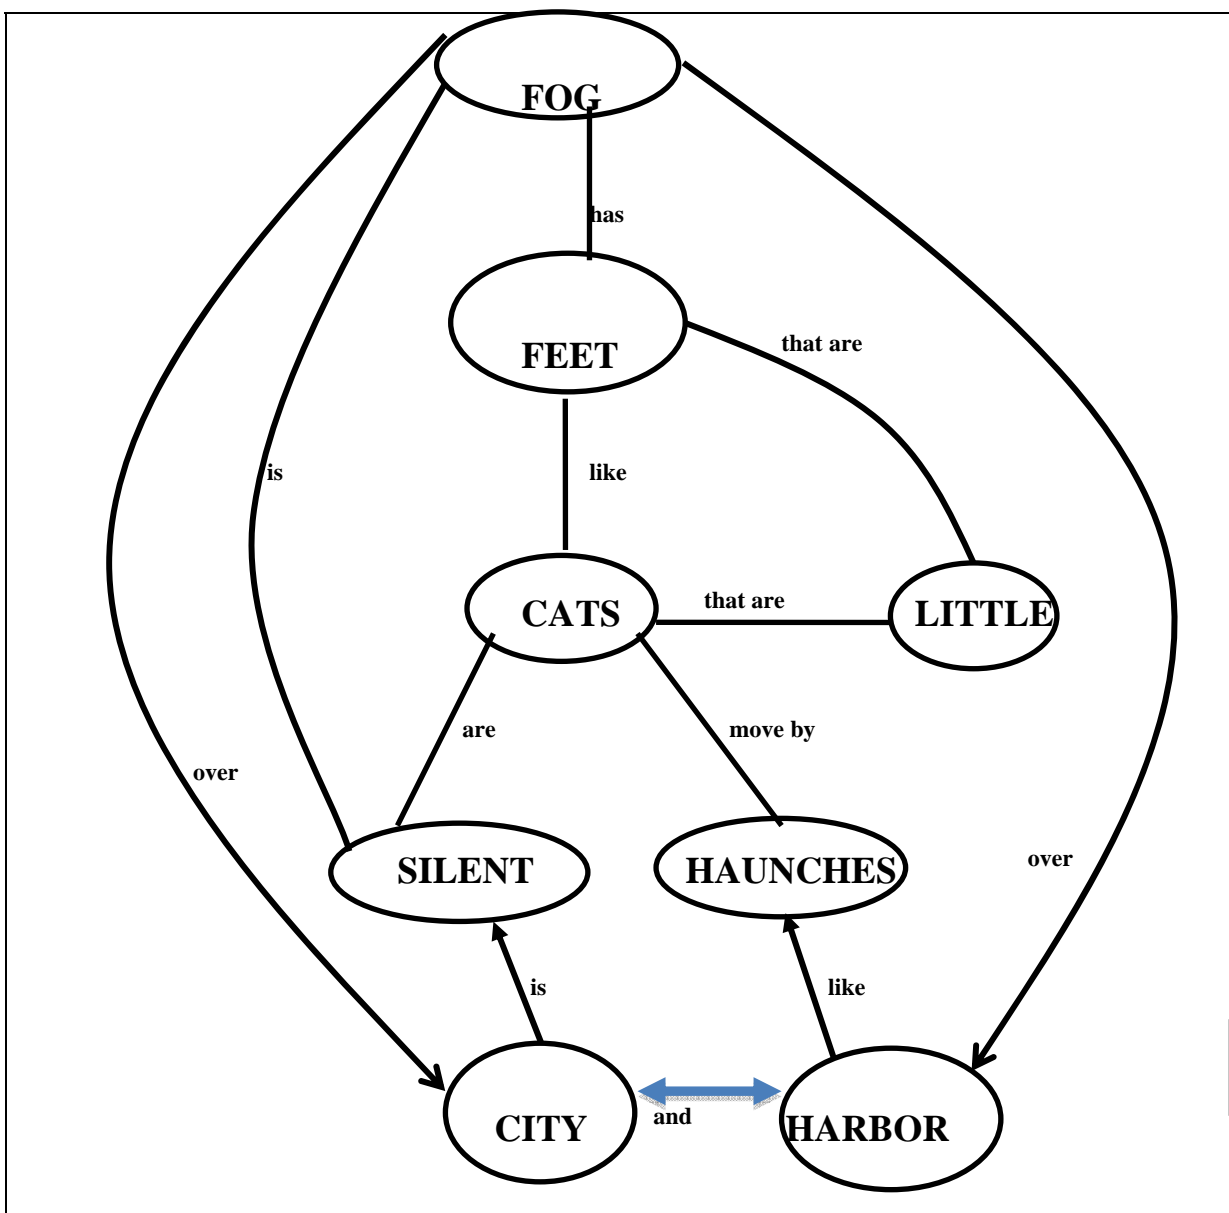 FOG
has
FEET
that are
is
like
CATS
that are
LITTLE
are
move by
over
SILENT
HAUNCHES
over
is
like
CITY
and
HARBOR